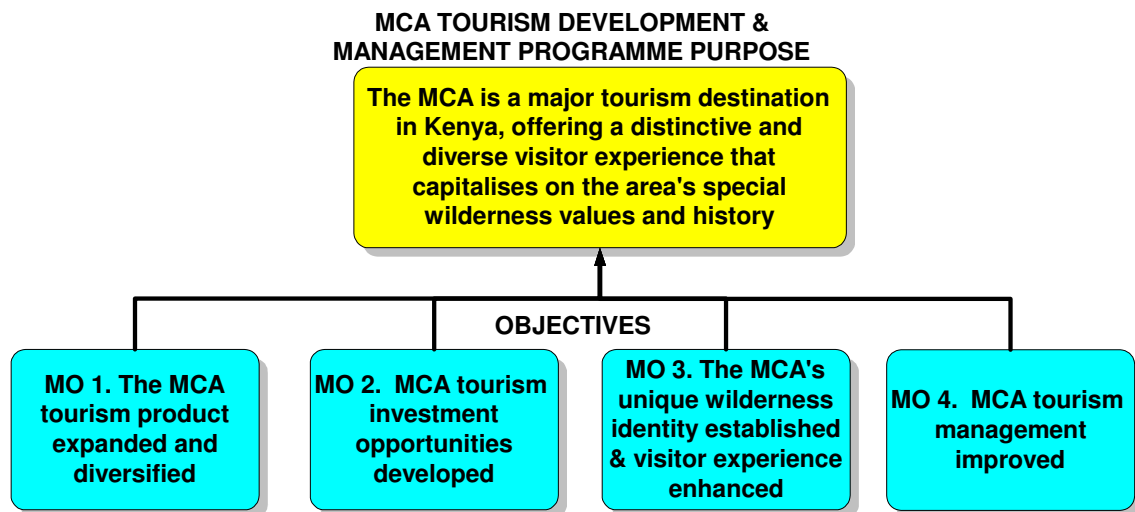 MCA TOURISM DEVELOPMENT &
MANAGEMENT PROGRAMME PURPOSE
The MCA is a major tourism destination
in Kenya, offering a distinctive and
diverse visitor experience that
capitalises on the area's special
wilderness values and history
OBJECTIVES
MO 1. The MCA
tourism product
expanded and
diversified
MO 2. MCA tourism
investment
opportunities
developed
MO 3. The MCA's
unique wilderness
identity established
& visitor experience
enhanced
MO 4. MCA tourism
management
improved